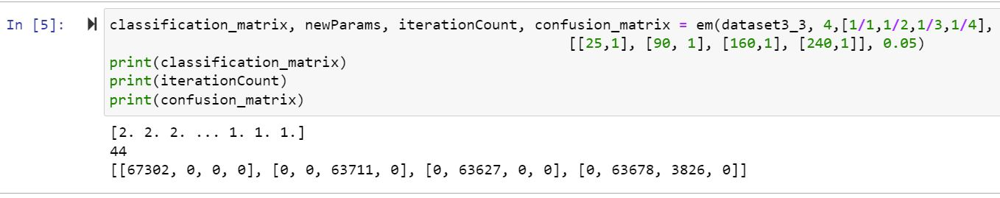 In [5]:
classification_matrix, newParams, iterationCount, confusion_matrix = em(dataset3_3, 4,[1/1,1/2,1/3,1/4],
[[25,1], [90, 1], [160,1], [240,1]], 0.05)
print(classification_matrix)
print(iterationCount)
print(confusion_matrix)
[2. 2. 2. ... 1. 1. 1.]
44
[[67302, 0, 0, 0], [0, 0, 63711, 0], [0, 63627, 0, 0], [0, 63678, 3826, 0]]